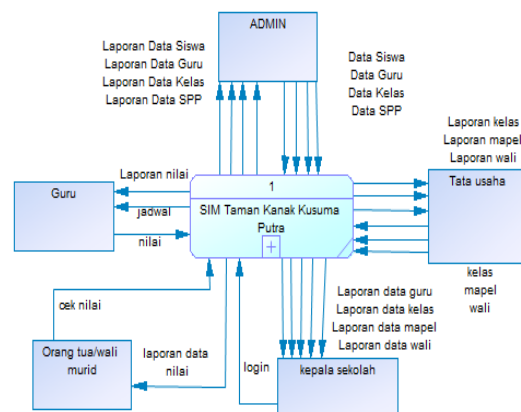 ADMIN
Laporan Data Siswa
Laporan Data Guru
Laporan Data Kelas
Laporan Data SPP
Data Siswa
Data Guru
Data Kelas
Data SPP
Laporan kelas
Laporan mapel
Laporan wali
Guru
Laporan nilai
jadwal
nilai
1
SIM Taman Kanak Kusuma
Putra
Tata usaha
kelas
mapel
wali
cek nilai
Orang tua/wali
murid
laporan data
nilai
login
Laporan data guru
Laporan data kelas
Laporan data mapel
Laporan data wali
kepala sekolah